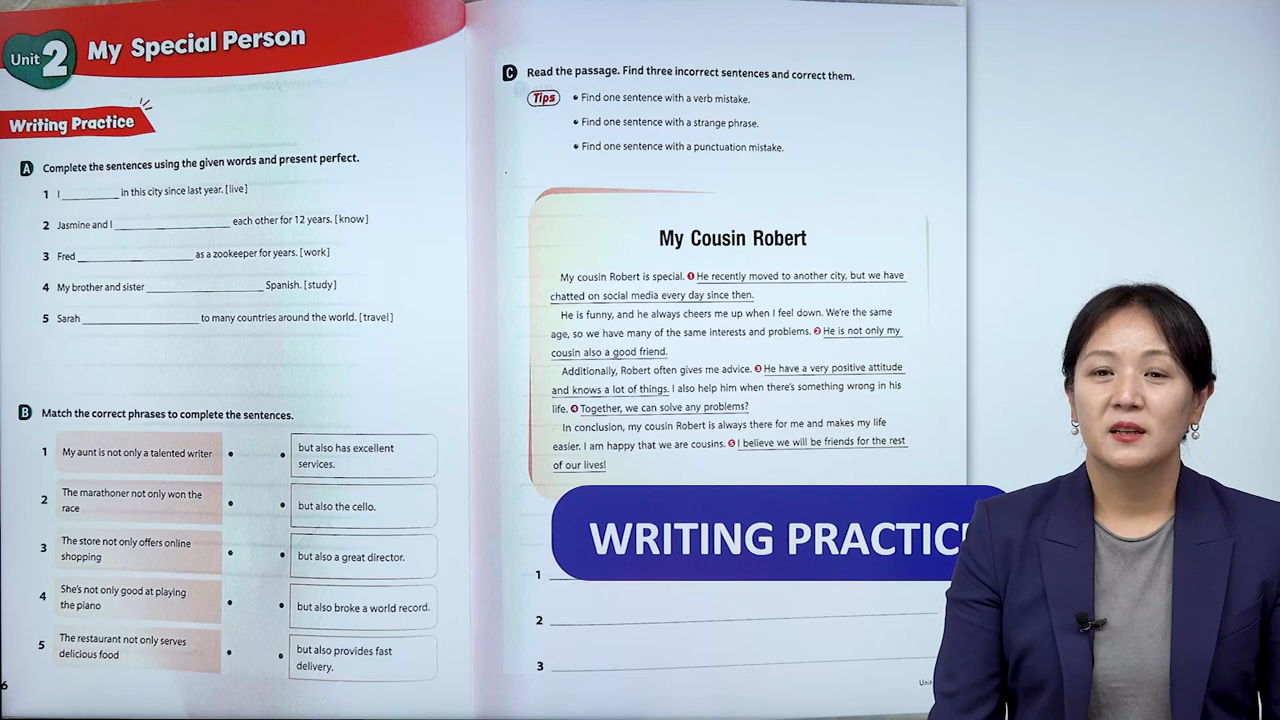 Unit 2 My Special Person
Writing Practice
A Complete the sentences using the given words and present perfect.
1 I __________ in this city since last year. [live]
2 Jasmine and I __________ each other for 12 years. [know]
3 Fred __________ as a zookeeper for years. [work]
4 My brother and sister __________ Spanish. [study]
5 Sarah __________ to many countries around the world. [travel]
B Match the correct phrases to complete the sentences.
1 My aunt is not only a talented writer
but also has excellent
services.
2 The marathoner not only won the
race
but also the cello.
3 The store not only offers online
shopping
but also a great director.
4 She's not only good at playing
the piano
but also broke a world record.
5 The restaurant not only serves
delicious food
but also provides fast
delivery.
6
C Read the passage. Find three incorrect sentences and correct them.
Tips • Find one sentence with a verb mistake.
• Find one sentence with a strange phrase.
• Find one sentence with a punctuation mistake.
My Cousin Robert
My cousin Robert is special. 1 He recently moved to another city, but we have
chatted on social media every day since then.
He is funny, and he always cheers me up when I feel down. We're the same
age, so we have many of the same interests and problems. 2 He is not only my
cousin also a good friend.
Additionally, Robert often gives me advice. 3 He have a very positive attitude
and knows a lot of things. I also help him when there's something wrong in his
life. 4 Together, we can solve any problems?
In conclusion, my cousin Robert is always there for me and makes my life
easier. I am happy that we are cousins. 5 I believe we will be friends for the rest
of our lives!
WRITING PRACTIC
1
2
3
Unit